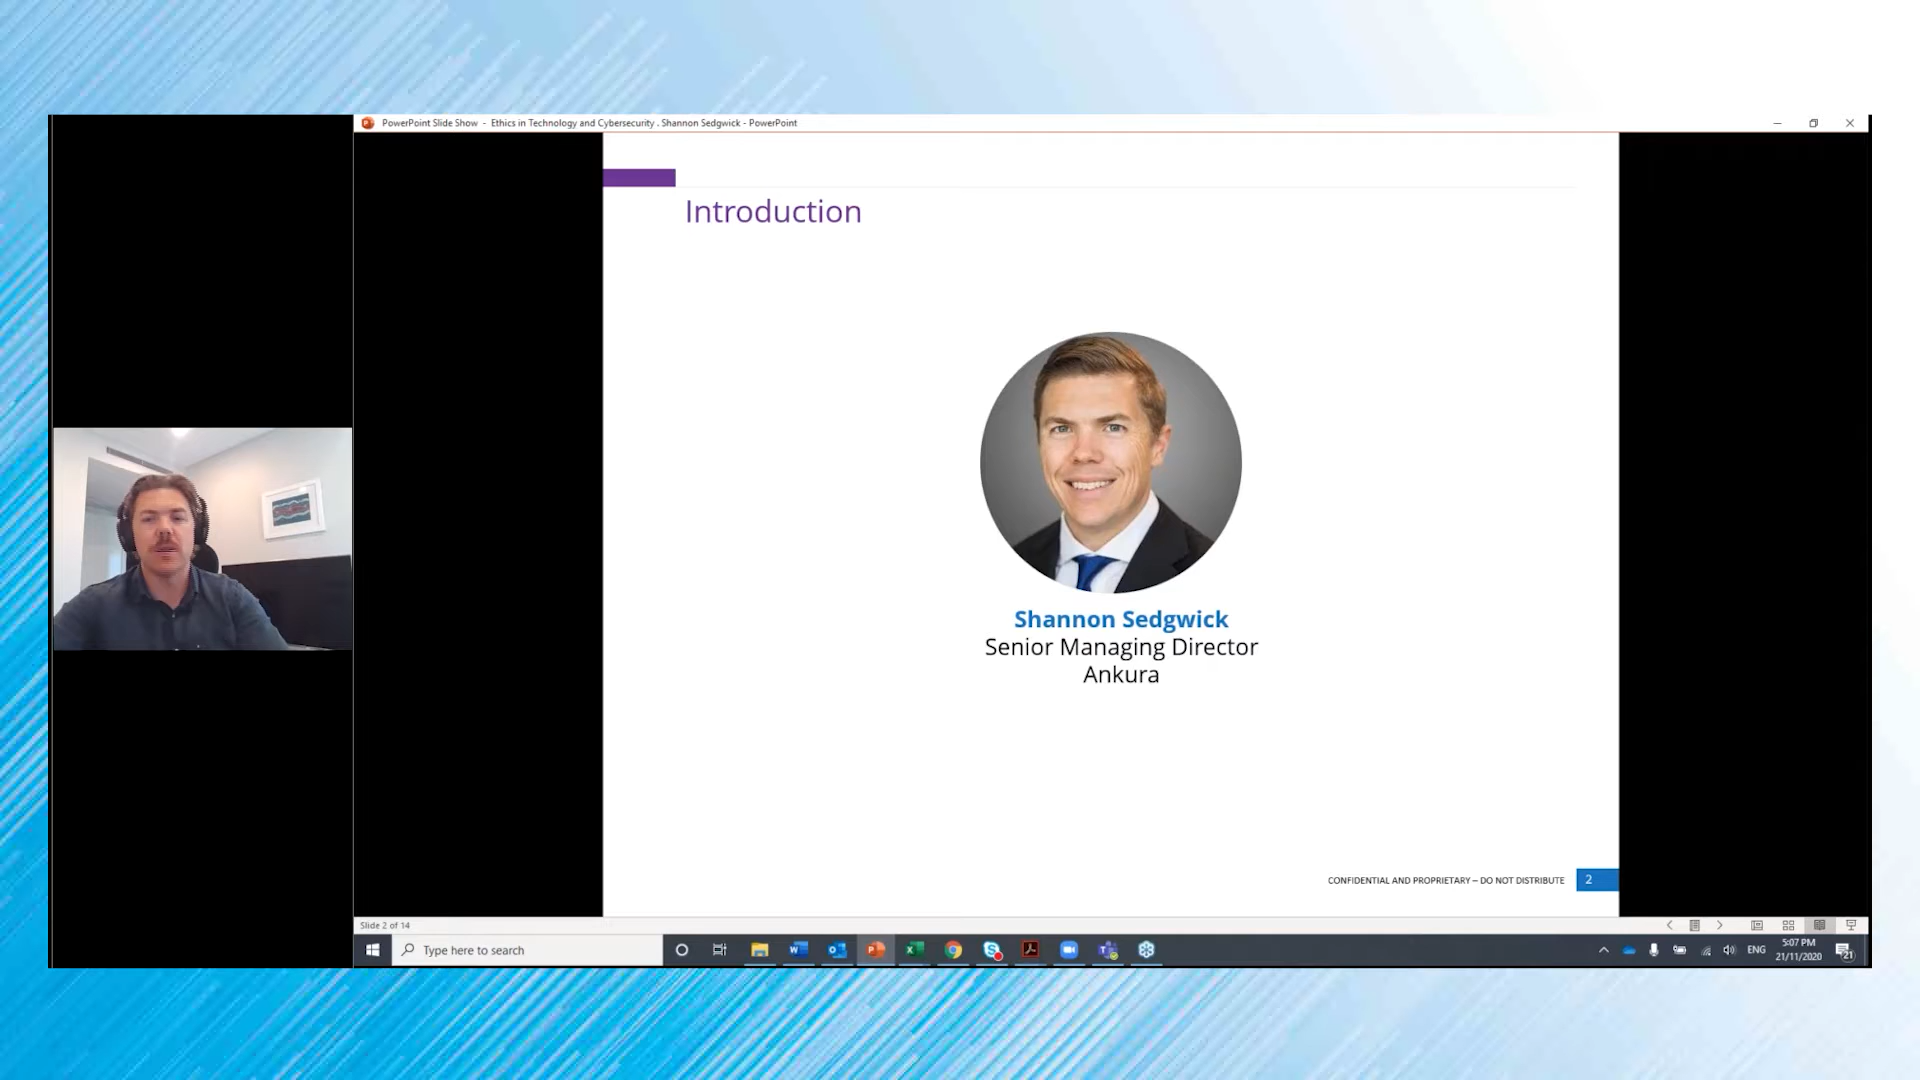 PowerPoint Slide Show - Ethics in Technology and Cybersecurity . Shannon Sedgwick - PowerPoint
Introduction
Shannon Sedgwick
Senior Managing Director
Ankura
CONFIDENTIAL AND PROPRIETARY – DO NOT DISTRIBUTE
2
Slide 2 of 14
Type here to search
ENG
5:07 PM
21/11/2020
21